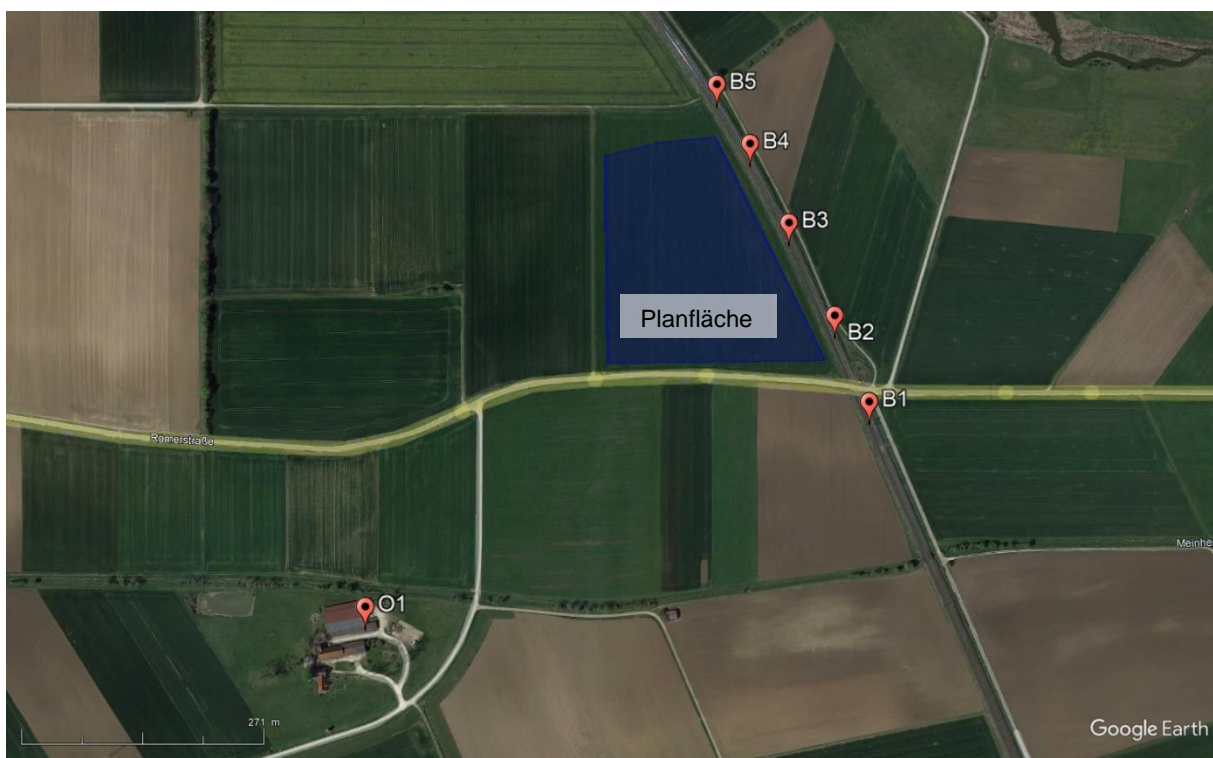 B5
B4
B3
Planfläche
B2
B1
Römerstraße
Meinhe
O1
271 m
Google Earth